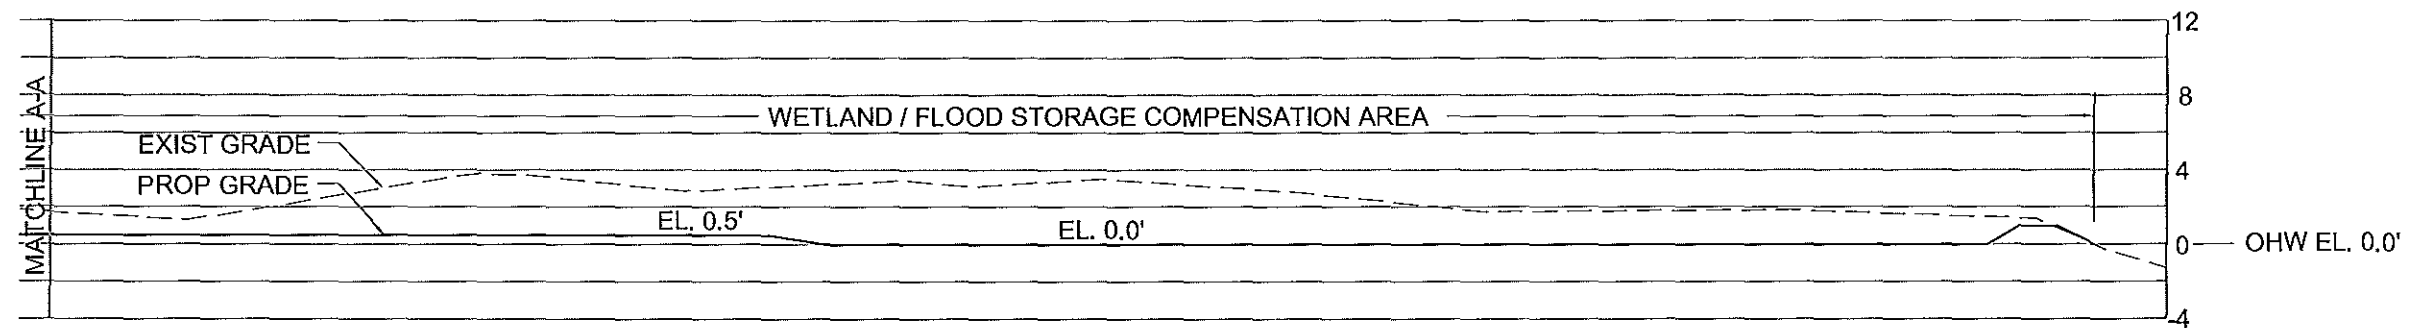 12
8
WETLAND / FLOOD STORAGE COMPENSATION AREA
MATCHLINE A-A
EXIST GRADE
4
PROP GRADE
EL. 0.5'
EL. 0.0'
0
OHW EL. 0.0'
-4